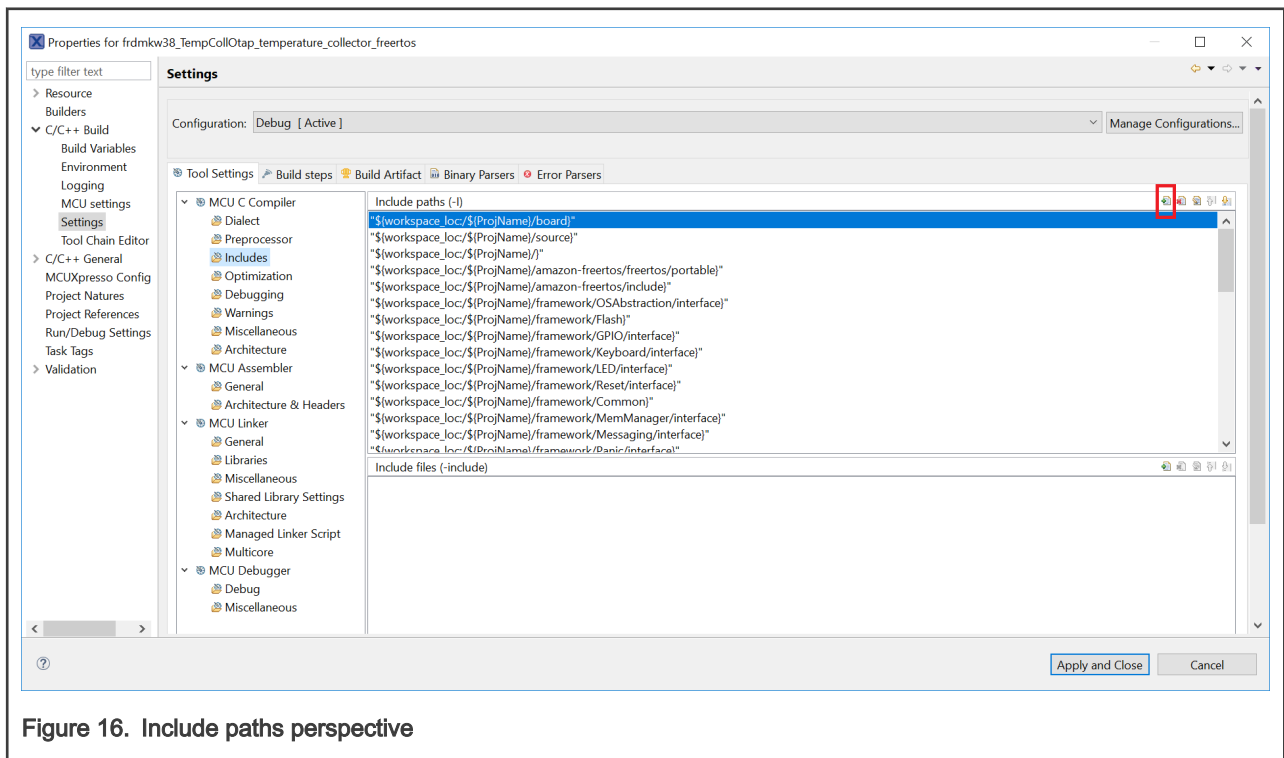 Properties for frdmkw38_TempCollOtap_temperature_collector_freertos
type filter text
Settings
Resource
Builders
C/C++ Build
Build Variables
Environment
Logging
MCU settings
Settings
Tool Chain Editor
C/C++ General
MCUXpresso Config
Project Natures
Project References
Run/Debug Settings
Task Tags
Validation
Configuration: Debug [ Active ]
Manage Configurations...
Tool Settings Build steps Build Artifact Binary Parsers Error Parsers
MCU C Compiler
Dialect
Preprocessor
Includes
Optimization
Debugging
Warnings
Miscellaneous
Architecture
MCU Assembler
General
Architecture & Headers
MCU Linker
General
Libraries
Miscellaneous
Shared Library Settings
Architecture
Managed Linker Script
Multicore
MCU Debugger
Debug
Miscellaneous
Include paths (-I)
"${workspace_loc:/${ProjName}/board}"
"${workspace_loc:/${ProjName}/source}"
"${workspace_loc:/${ProjName}/}"
"${workspace_loc:/${ProjName}/amazon-freertos/freertos/portable}"
"${workspace_loc:/${ProjName}/amazon-freertos/include}"
"${workspace_loc:/${ProjName}/framework/OSAbstraction/interface}"
"${workspace_loc:/${ProjName}/framework/Flash}"
"${workspace_loc:/${ProjName}/framework/GPIO/interface}"
"${workspace_loc:/${ProjName}/framework/Keyboard/interface}"
"${workspace_loc:/${ProjName}/framework/LED/interface}"
"${workspace_loc:/${ProjName}/framework/Reset/interface}"
"${workspace_loc:/${ProjName}/framework/Common}"
"${workspace_loc:/${ProjName}/framework/MemManager/interface}"
"${workspace_loc:/${ProjName}/framework/Messaging/interface}"
"${workspace_loc:/${ProjName}/framework/Panic/interface}"
Include files (-include)
Apply and Close
Cancel
Figure 16. Include paths perspective